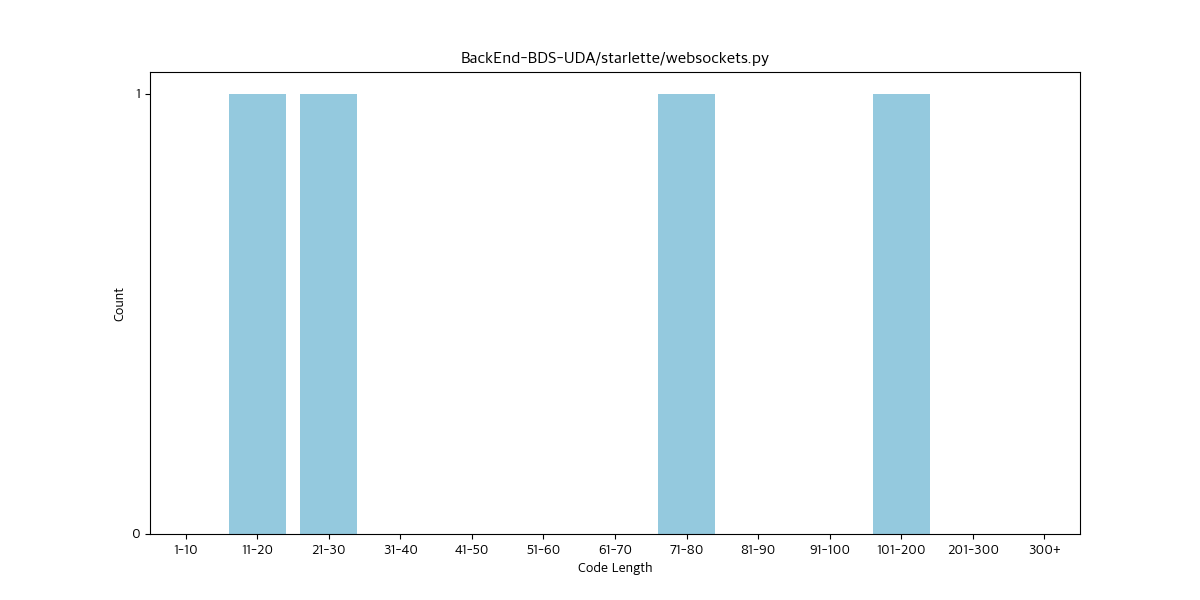 BackEnd-BDS-UDA/starlette/websockets.py
1
Count
0
1-10 11-20 21-30 31-40 41-50 51-60 61-70 71-80 81-90 91-100 101-200 201-300 300+
Code Length